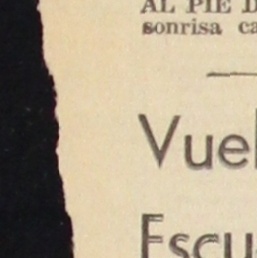 AL PIE D
sonrisa ca
Vuel
Escu